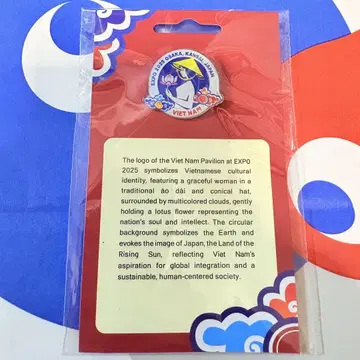 EXPO 2025 OSAKA, KANSAI, JAPAN
VIET NAM
The logo of the Viet Nam Pavilion at EXPO
2025 symbolizes Vietnamese cultural
identity, featuring a graceful woman in a
traditional áo dài and conical hat,
surrounded by multicolored clouds, gently
holding a lotus flower representing the
nation's soul and intellect. The circular
background symbolizes the Earth and
evokes the image of Japan, the Land of the
Rising Sun, reflecting Viet Nam's
aspiration for global integration and a
sustainable, human-centered society.